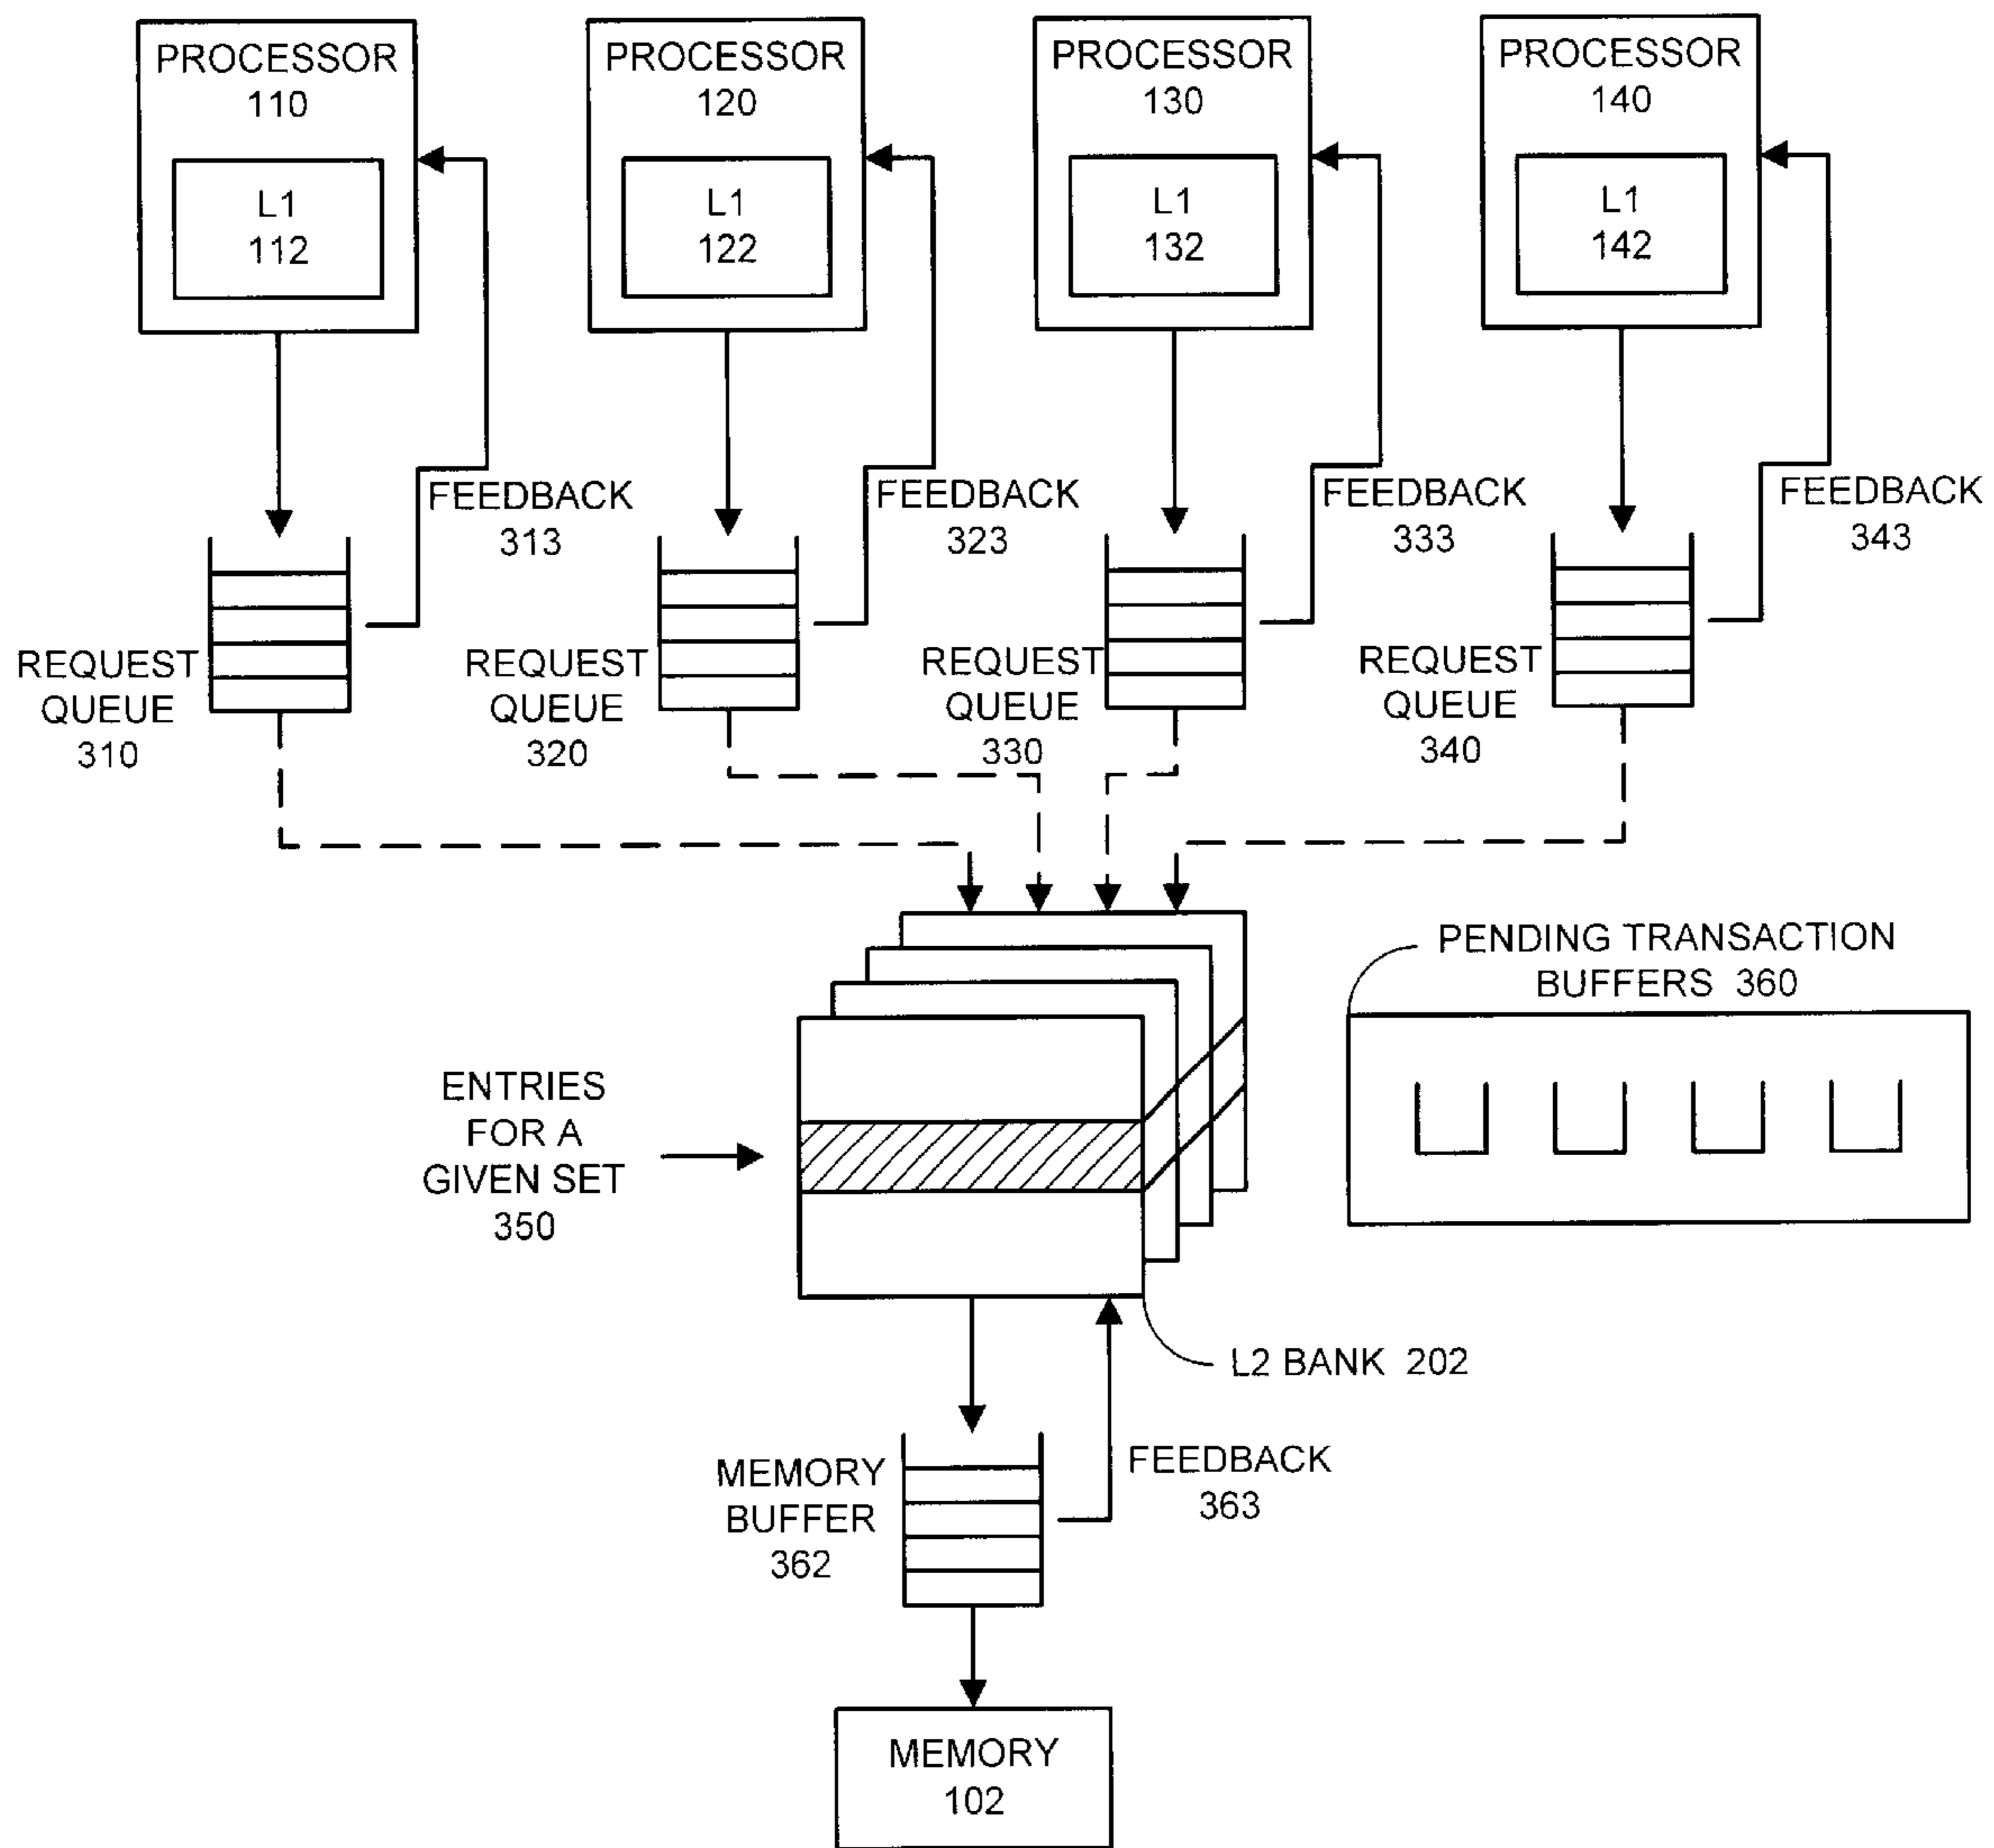 PROCESSOR
110
L1
112
PROCESSOR
120
L1
122
PROCESSOR
130
L1
132
PROCESSOR
140
L1
142
FEEDBACK
313
FEEDBACK
323
FEEDBACK
333
FEEDBACK
343
REQUEST
QUEUE
310
REQUEST
QUEUE
320
REQUEST
QUEUE
330
REQUEST
QUEUE
340
PENDING TRANSACTION
BUFFERS 360
ENTRIES
FOR A
GIVEN SET
350
L2 BANK 202
MEMORY
BUFFER
362
FEEDBACK
363
MEMORY
102